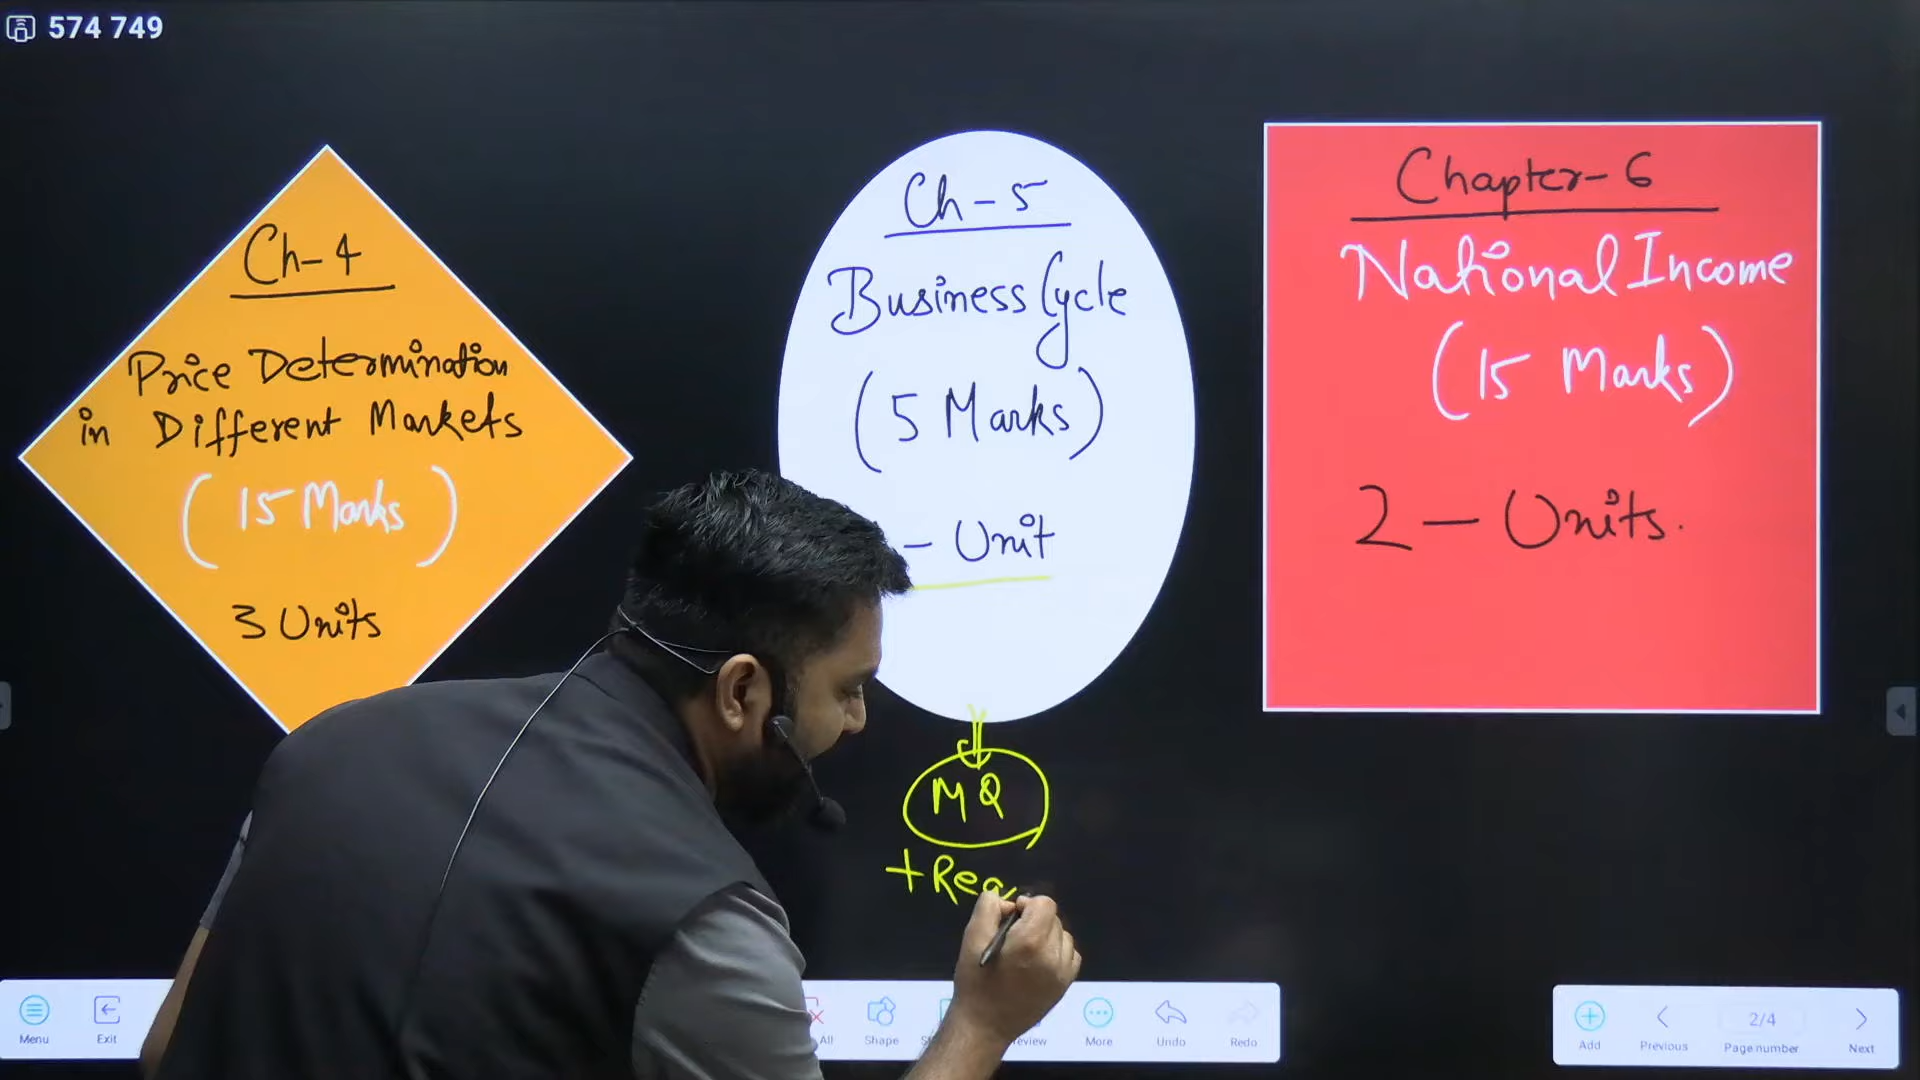 574 749
Ch-4
Price Determination
in Different Markets
(15 Marks)
3 Units
Ch-5
Business Cycle
(5 Marks)
- Unit
MQ
+Rea
Chapter-6
National Income
(15 Marks)
2 - Units.
Menu
Exit
All
Shape
More
Undo
Redo
Add
Previous
2/4
Page number
Next